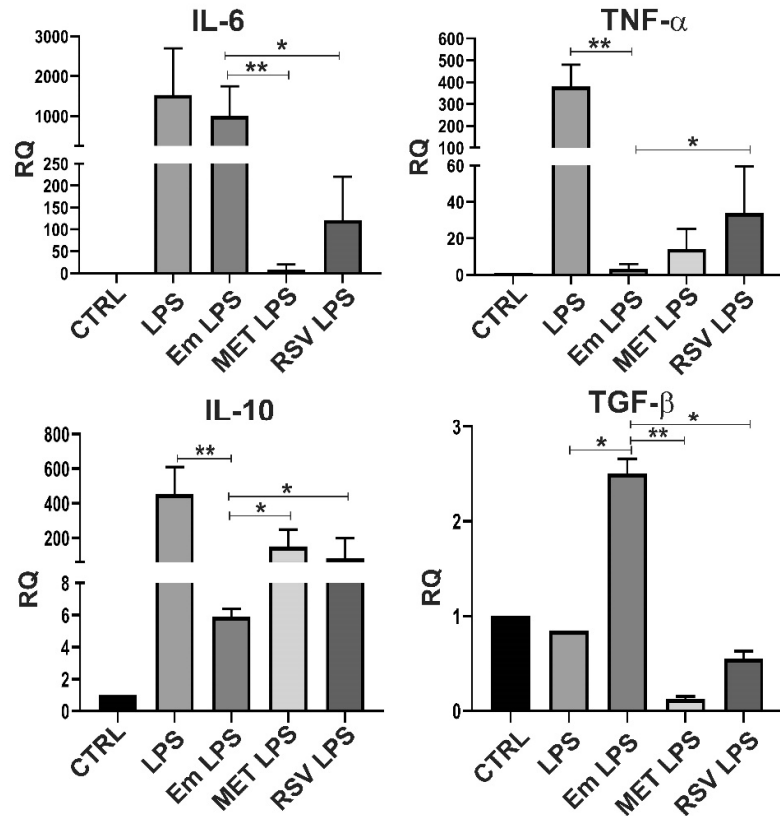 IL-6
RQ
3000
2000
1000
250
200
150
100
50
0
*
**
CTRL
LPS
Em LPS
MET LPS
RSV LPS
TNF-α
RQ
600
500
400
300
200
100
60
40
20
0
**
*
CTRL
LPS
Em LPS
MET LPS
RSV LPS
IL-10
RQ
800
600
400
200
8
6
4
2
0
**
*
*
CTRL
LPS
Em LPS
MET LPS
RSV LPS
TGF-β
RQ
3
2
1
0
*
**
*
CTRL
LPS
Em LPS
MET LPS
RSV LPS